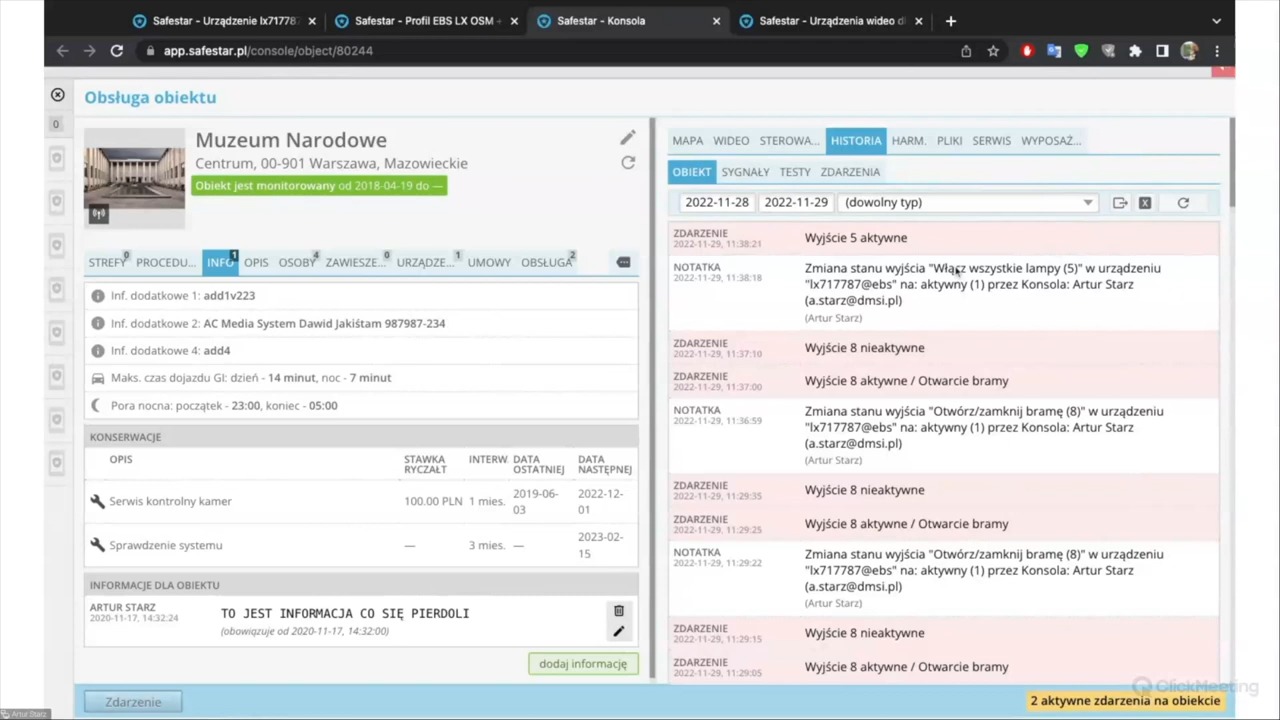 Safestar - Urządzenie lx71778
Safestar - Profil EBS LX OSM +
Safestar - Konsola
Safestar - Urządzenia wideo d
app.safestar.pl/console/object/80244
Obsługa obiektu
0
Muzeum Narodowe
Centrum, 00-901 Warszawa, Mazowieckie
Obiekt jest monitorowany od 2018-04-19 do —
STREFY 0 PROCEDU... INFO 1 OPIS OSOBY 4 ZAWIESZE... 0 URZĄDZE... 1 UMOWY OBSŁUGA 2
Inf. dodatkowe 1: add1v223
Inf. dodatkowe 2: AC Media System Dawid Jakiśtam 987987-234
Inf. dodatkowe 4: add4
Maks. czas dojazdu GI: dzień - 14 minut, noc - 7 minut
Pora nocna: początek - 23:00, koniec - 05:00
KONSERWACJE
OPIS STAWKA RYCZAŁT INTERW. DATA OSTATNIEJ DATA NASTĘPNEJ
Serwis kontrolny kamer 100.00 PLN 1 mies. 2019-06-03 2022-12-01
Sprawdzenie systemu — 3 mies. — 2023-02-15
INFORMACJE DLA OBIEKTU
ARTUR STARZ
2020-11-17, 14:32:24
TO JEST INFORMACJA CO SIĘ PIERDOLI
(obowiązuje od 2020-11-17, 14:32:00)
dodaj informację
Zdarzenie
MAPA WIDEO STEROWA... HISTORIA HARM. PLIKI SERWIS WYPOSAŻ...
OBIEKT SYGNAŁY TESTY ZDARZENIA
2022-11-28 2022-11-29 (dowolny typ)
ZDARZENIE
2022-11-29, 11:38:21
Wyjście 5 aktywne
NOTATKA
2022-11-29, 11:38:18
Zmiana stanu wyjścia "Włącz wszystkie lampy (5)" w urządzeniu
"lx717787@ebs" na: aktywny (1) przez Konsola: Artur Starz
(a.starz@dmsi.pl)
(Artur Starz)
ZDARZENIE
2022-11-29, 11:37:10
Wyjście 8 nieaktywne
ZDARZENIE
2022-11-29, 11:37:00
Wyjście 8 aktywne / Otwarcie bramy
NOTATKA
2022-11-29, 11:36:59
Zmiana stanu wyjścia "Otwórz/zamknij bramę (8)" w urządzeniu
"lx717787@ebs" na: aktywny (1) przez Konsola: Artur Starz
(a.starz@dmsi.pl)
(Artur Starz)
ZDARZENIE
2022-11-29, 11:29:35
Wyjście 8 nieaktywne
ZDARZENIE
2022-11-29, 11:29:25
Wyjście 8 aktywne / Otwarcie bramy
NOTATKA
2022-11-29, 11:29:22
Zmiana stanu wyjścia "Otwórz/zamknij bramę (8)" w urządzeniu
"lx717787@ebs" na: aktywny (1) przez Konsola: Artur Starz
(a.starz@dmsi.pl)
(Artur Starz)
ZDARZENIE
2022-11-29, 11:29:15
Wyjście 8 nieaktywne
ZDARZENIE
2022-11-29, 11:29:05
Wyjście 8 aktywne / Otwarcie bramy
ClickMeeting
2 aktywne zdarzenia na obiekcie
Artur Starz